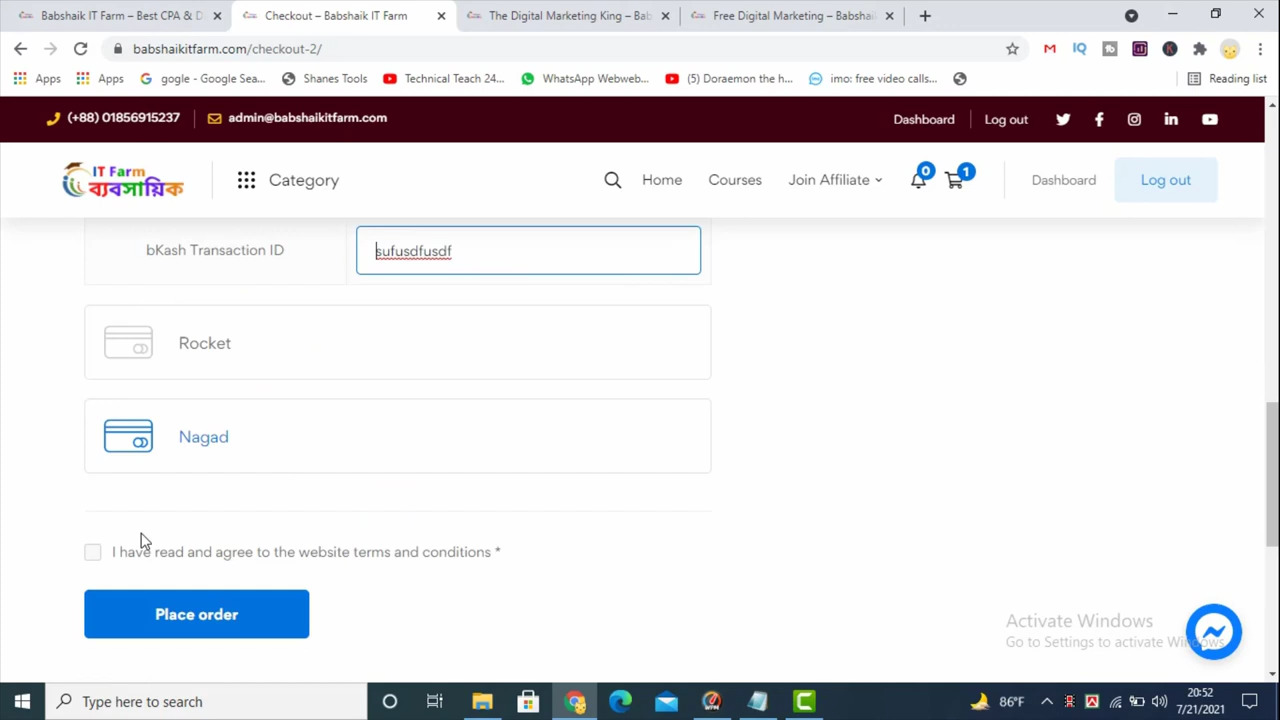 Babshaik IT Farm – Best CPA & D
Checkout – Babshaik IT Farm
The Digital Marketing King – Bab
Free Digital Marketing – Babshai
babshaikitfarm.com/checkout-2/
Apps
Apps
gogle - Google Sea...
Shanes Tools
Technical Teach 24...
WhatsApp Webweb...
(5) Doraemon the h...
imo: free video calls...
Reading list
(+88) 01856915237
admin@babshaikitfarm.com
Dashboard
Log out
IT Farm
ব্যবসায়িক
Category
Home
Courses
Join Affiliate
0
1
Dashboard
Log out
bKash Transaction ID
sufusdfusdf
Rocket
Nagad
I have read and agree to the website terms and conditions *
Place order
Activate Windows
Go to Settings to activate Windows.
Type here to search
86°F
20:52
7/21/2021